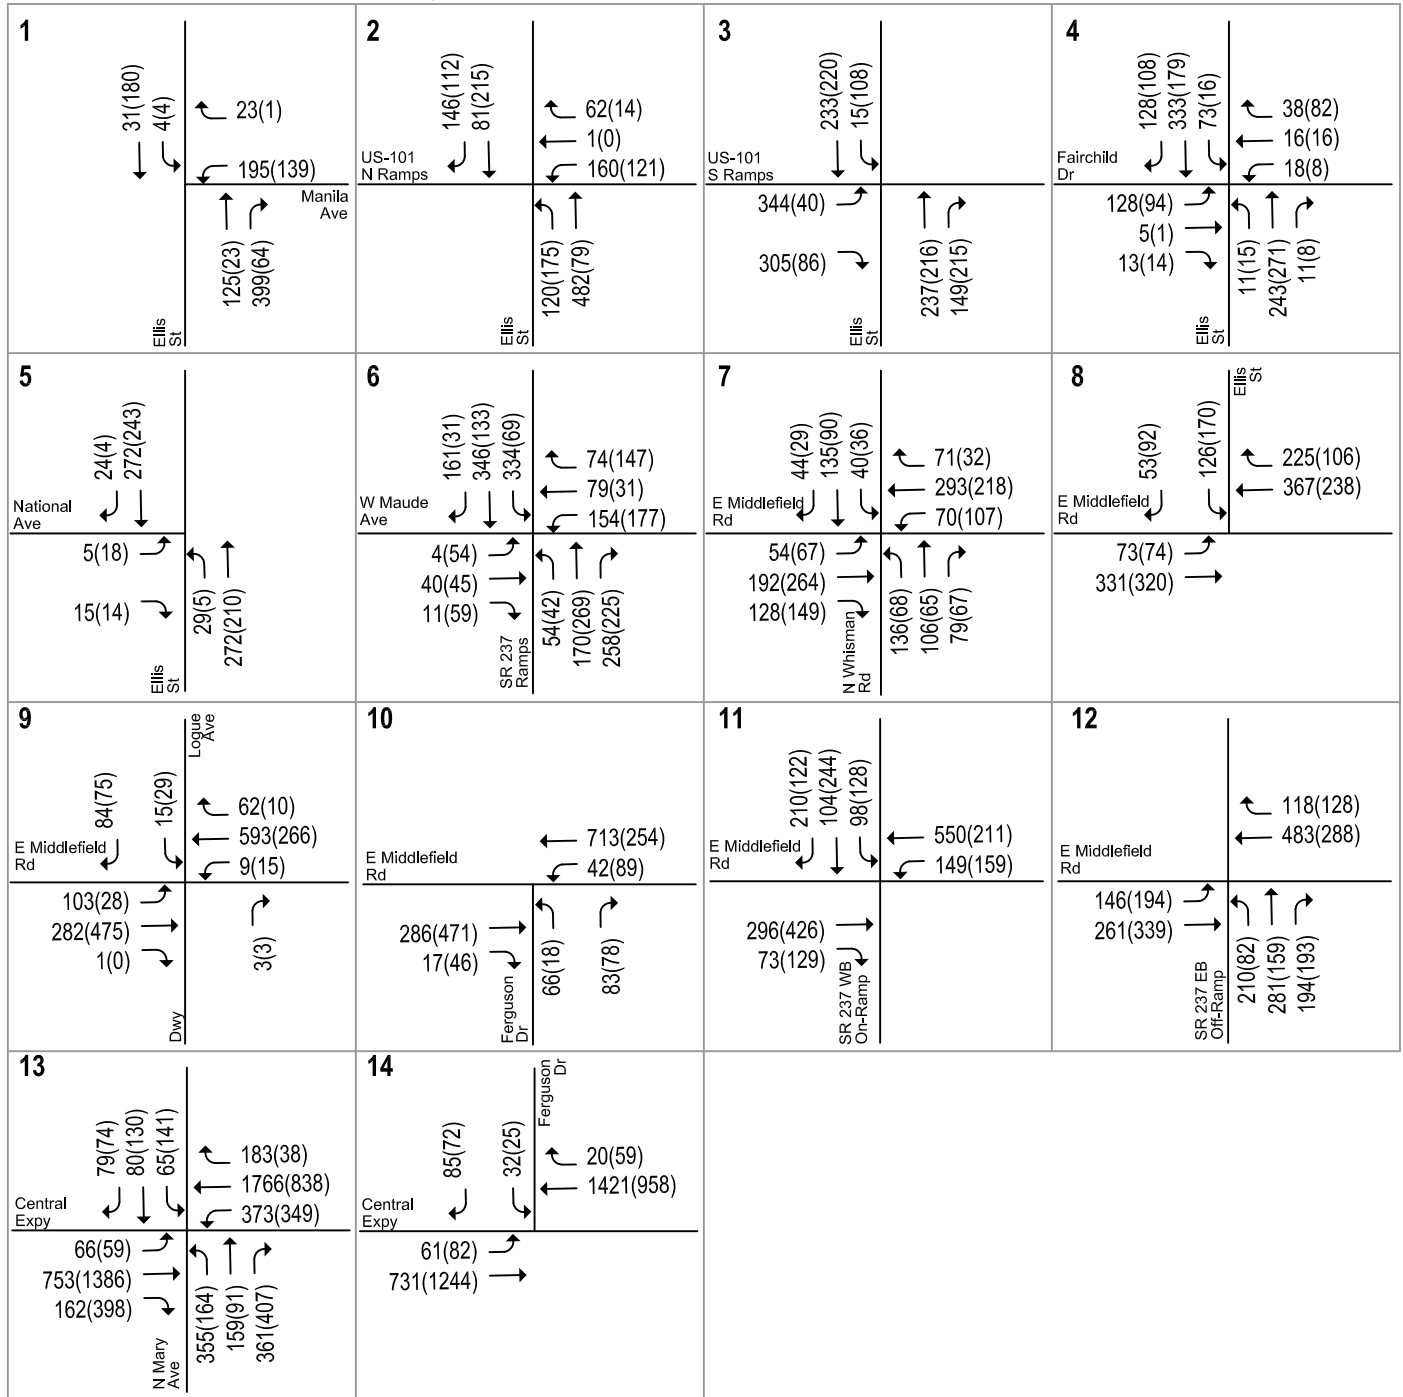 1
31(180)
4(4)
23(1)
195(139)
Manila
Ave
125(23)
399(64)
Ellis
St
2
146(112)
81(215)
62(14)
1(0)
160(121)
US-101
N Ramps
120(175)
482(79)
Ellis
St
3
233(220)
15(108)
US-101
S Ramps
344(40)
305(86)
237(216)
149(215)
Ellis
St
4
128(108)
333(179)
73(16)
38(82)
16(16)
18(8)
Fairchild
Dr
128(94)
5(1)
13(14)
11(15)
243(271)
11(8)
Ellis
St
5
24(4)
272(243)
National
Ave
5(18)
15(14)
29(5)
272(210)
Ellis
St
6
161(31)
346(133)
334(69)
74(147)
79(31)
154(177)
W Maude
Ave
4(54)
40(45)
11(59)
54(42)
170(269)
258(225)
SR 237
Ramps
7
44(29)
135(90)
40(36)
71(32)
293(218)
70(107)
E Middlefield
Rd
54(67)
192(264)
128(149)
136(68)
106(65)
79(67)
N Whisman
Rd
8
Ellis
St
53(92)
126(170)
225(106)
367(238)
E Middlefield
Rd
73(74)
331(320)
9
Logue
Ave
84(75)
15(29)
62(10)
593(266)
9(15)
E Middlefield
Rd
103(28)
282(475)
1(0)
3(3)
Dwy
10
713(254)
42(89)
E Middlefield
Rd
286(471)
17(46)
66(18)
83(78)
Ferguson
Dr
11
210(122)
104(244)
98(128)
550(211)
149(159)
E Middlefield
Rd
296(426)
73(129)
SR 237 WB
On-Ramp
12
118(128)
483(288)
E Middlefield
Rd
146(194)
261(339)
210(82)
281(159)
194(193)
SR 237 EB
Off-Ramp
13
79(74)
80(130)
65(141)
183(38)
1766(838)
373(349)
Central
Expy
66(59)
753(1386)
162(398)
355(164)
159(91)
361(407)
N Mary
Ave
14
Ferguson
Dr
85(72)
32(25)
20(59)
1421(958)
Central
Expy
61(82)
731(1244)